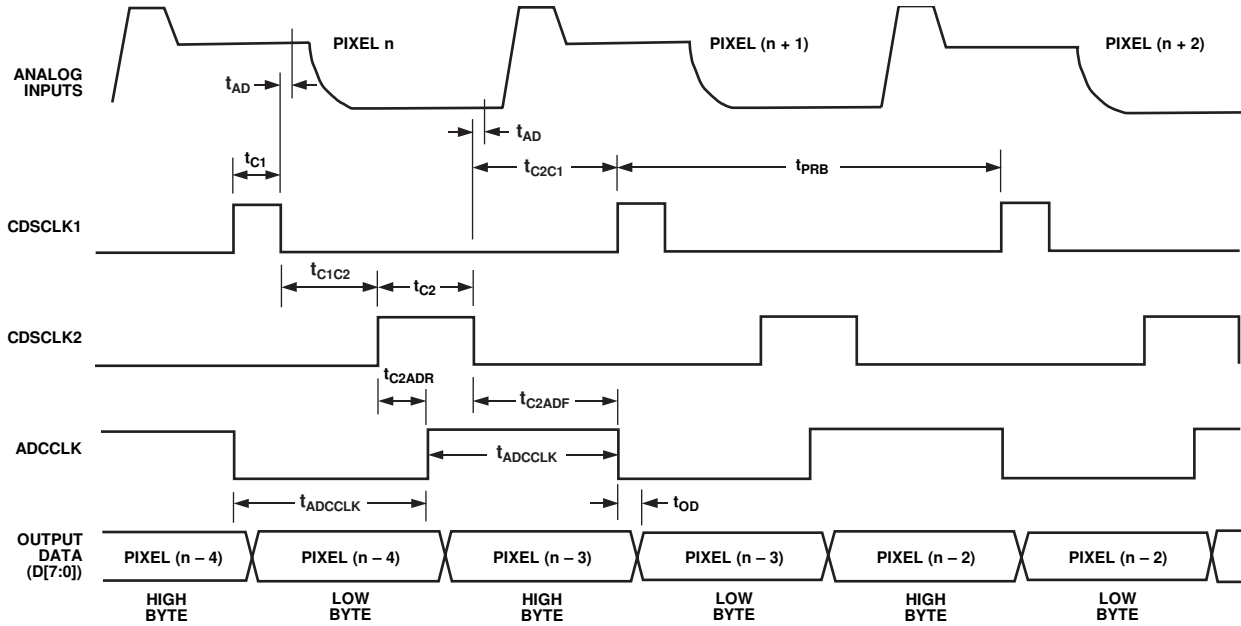 PIXEL n
PIXEL (n + 1)
PIXEL (n + 2)
ANALOG
INPUTS
tAD
tAD
tC1
tC2C1
tPRB
CDSCLK1
tC1C2
tC2
CDSCLK2
tC2ADR
tC2ADF
ADCCLK
tADCCLK
tADCCLK
tOD
OUTPUT
DATA
(D[7:0])
PIXEL (n – 4)
PIXEL (n – 4)
PIXEL (n – 3)
PIXEL (n – 3)
PIXEL (n – 2)
PIXEL (n – 2)
HIGH
BYTE
LOW
BYTE
HIGH
BYTE
LOW
BYTE
HIGH
BYTE
LOW
BYTE